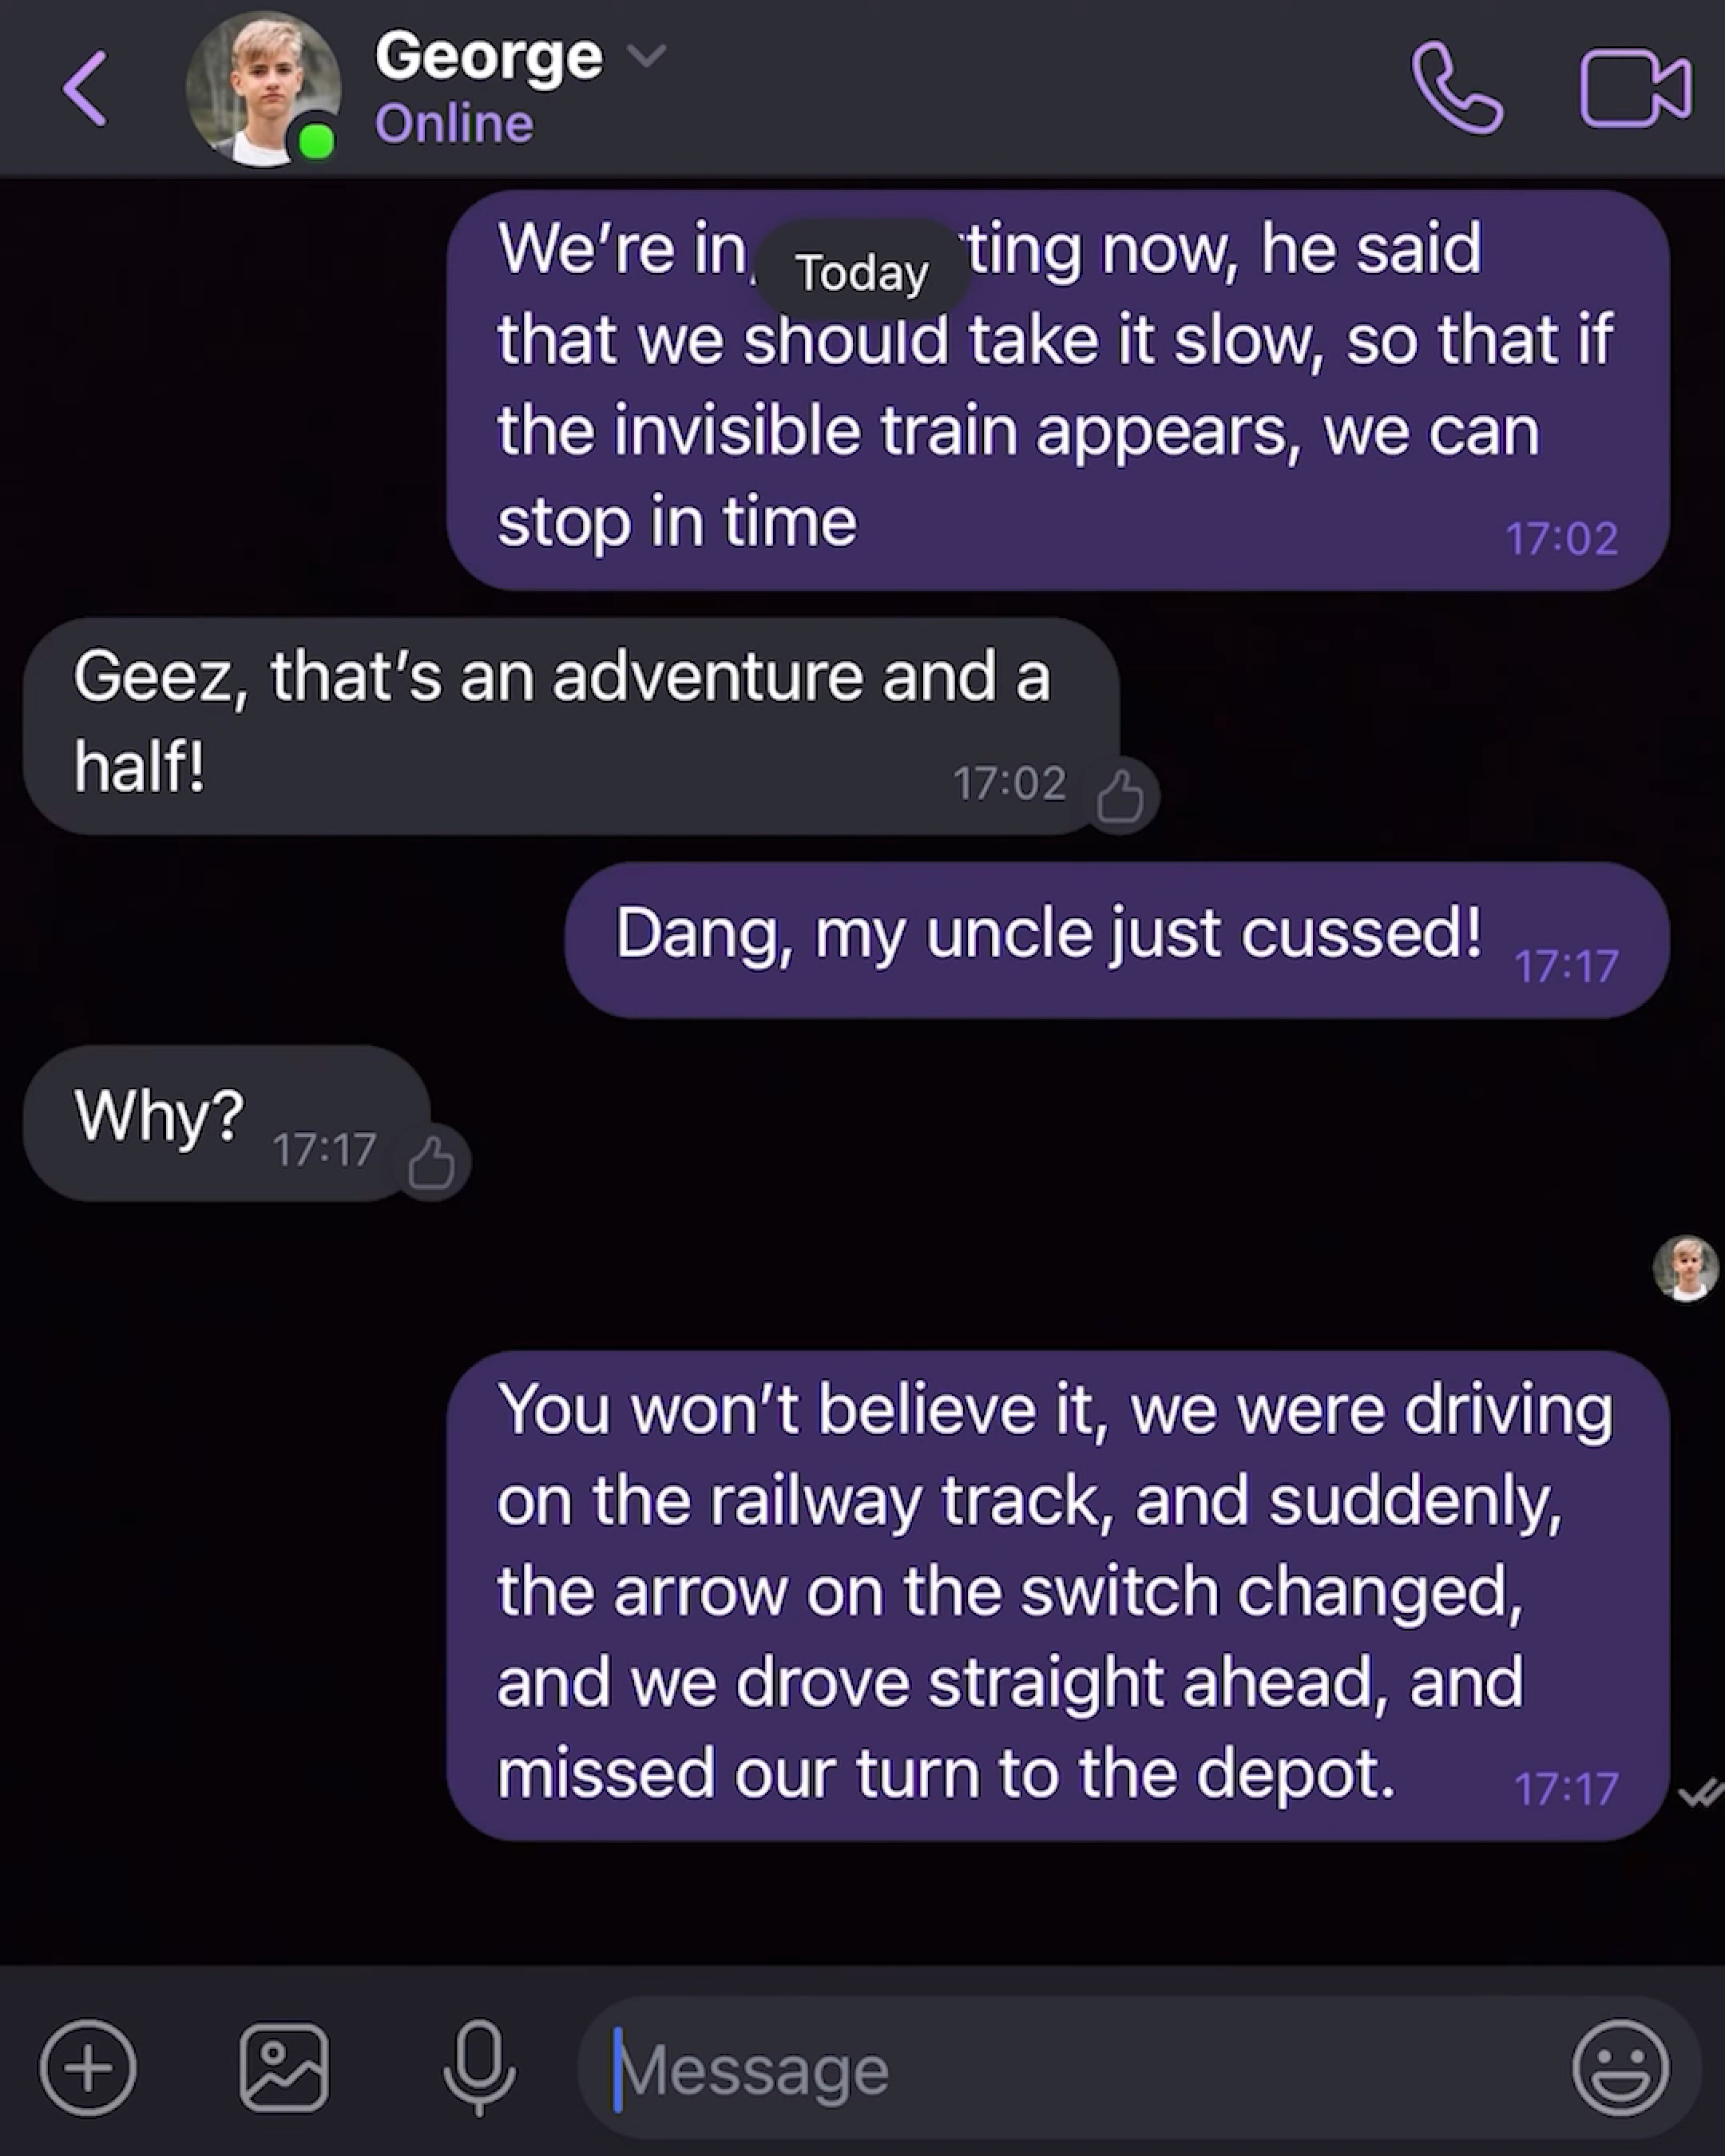 George
Online
Today
We're in, ting now, he said
that we should take it slow, so that if
the invisible train appears, we can
stop in time
17:02
Geez, that's an adventure and a
half!
17:02
Dang, my uncle just cussed!
17:17
Why?
17:17
You won't believe it, we were driving
on the railway track, and suddenly,
the arrow on the switch changed,
and we drove straight ahead, and
missed our turn to the depot.
17:17
Message